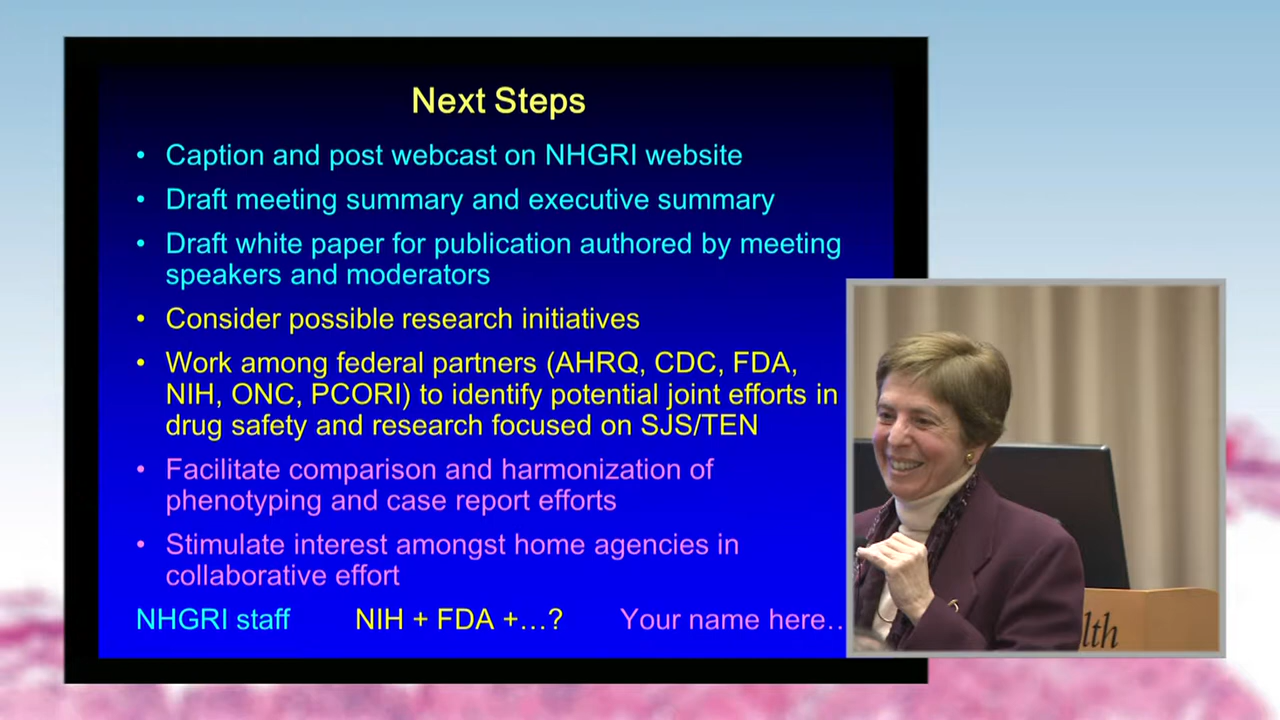 Next Steps
• Caption and post webcast on NHGRI website
• Draft meeting summary and executive summary
• Draft white paper for publication authored by meeting
speakers and moderators
• Consider possible research initiatives
• Work among federal partners (AHRQ, CDC, FDA,
NIH, ONC, PCORI) to identify potential joint efforts in
drug safety and research focused on SJS/TEN
• Facilitate comparison and harmonization of
phenotyping and case report efforts
• Stimulate interest amongst home agencies in
collaborative effort
NHGRI staff NIH + FDA +…? Your name here..
lth